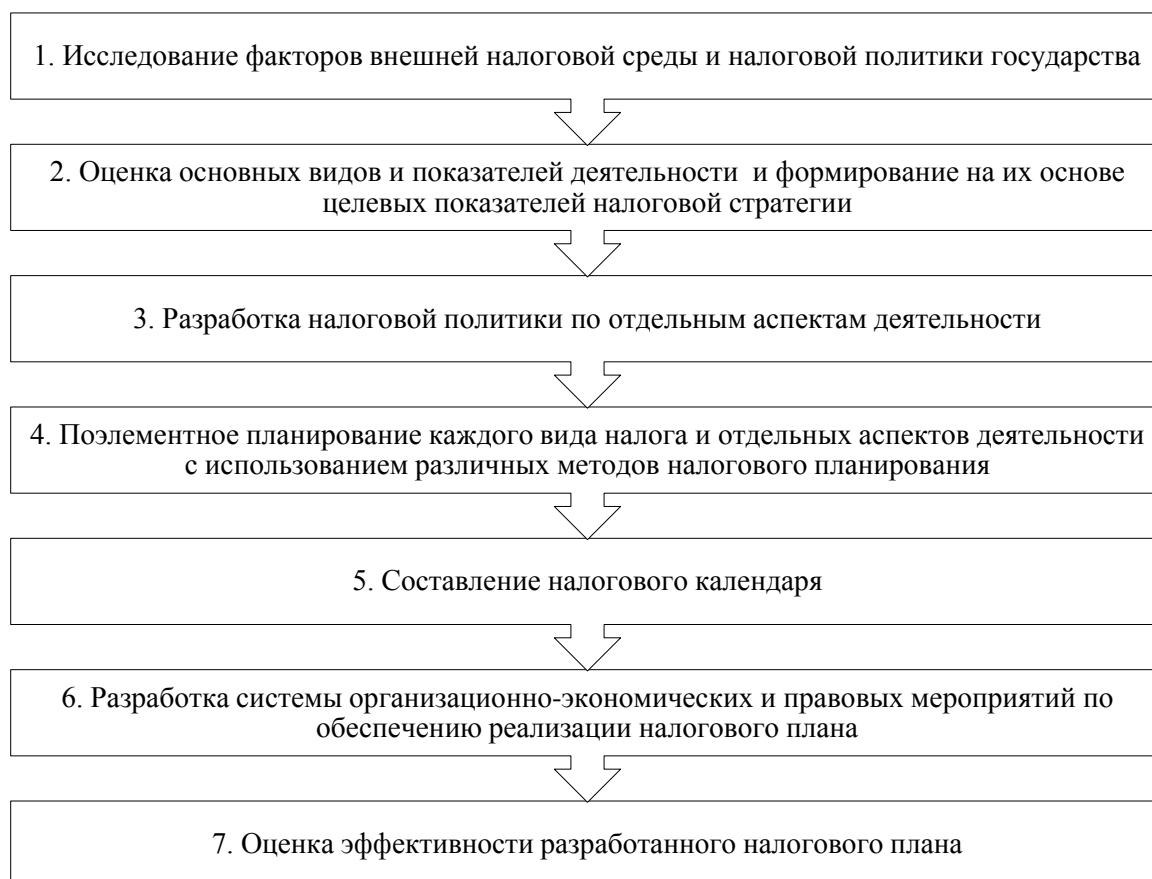 1. Исследование факторов внешней налоговой среды и налоговой политики государства
2. Оценка основных видов и показателей деятельности  и формирование на их основе
целевых показателей налоговой стратегии
3. Разработка налоговой политики по отдельным аспектам деятельности
4. Поэлементное планирование каждого вида налога и отдельных аспектов деятельности
с использованием различных методов налогового планирования
5. Составление налогового календаря
6. Разработка системы организационно-экономических и правовых мероприятий по
обеспечению реализации налогового плана
7. Оценка эффективности разработанного налогового плана